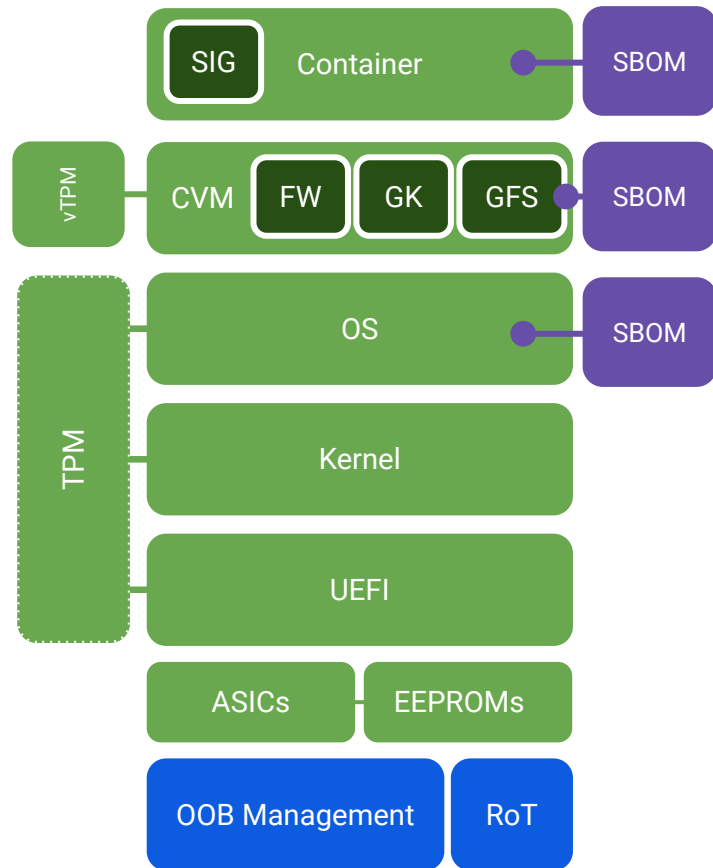 SIG
Container
SBOM
vTPM
CVM
FW
GK
GFS
SBOM
TPM
OS
SBOM
Kernel
UEFI
ASICs
EEPROMs
OOB Management
RoT